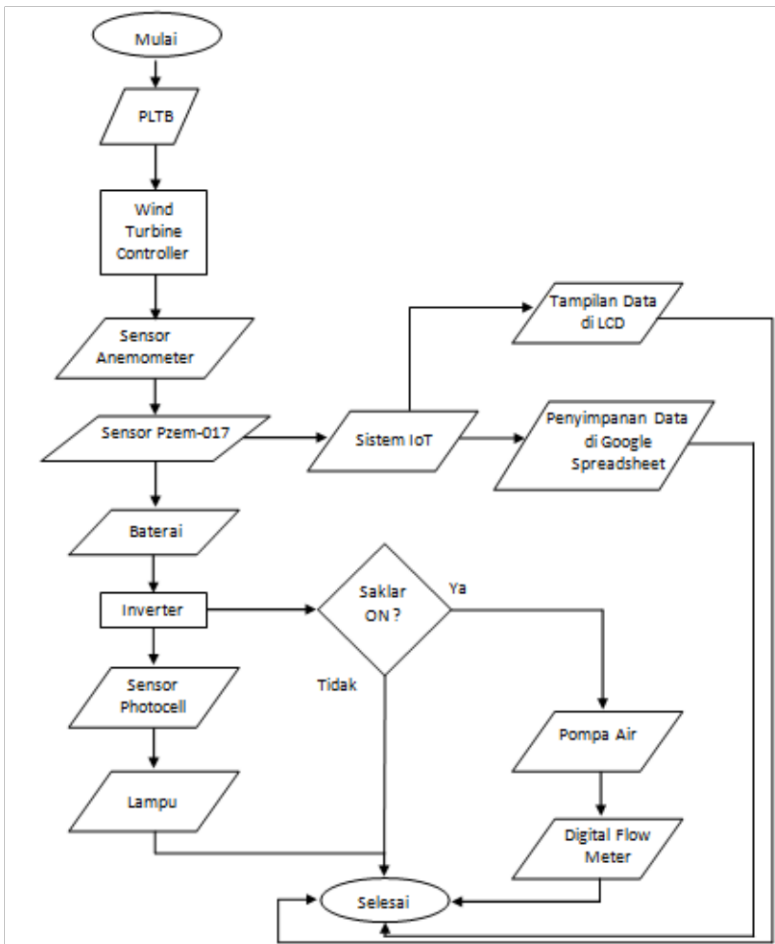 Mulai
PLTB
Wind
Turbine
Controller
Sensor
Anemometer
Sensor Pzem-017
Sistem IoT
Tampilan Data
di LCD
Penyimpanan Data
di Google
Spreadsheet
Baterai
Inverter
Saklar
ON ?
Ya
Tidak
Sensor
Photocell
Lampu
Pompa Air
Digital Flow
Meter
Selesai